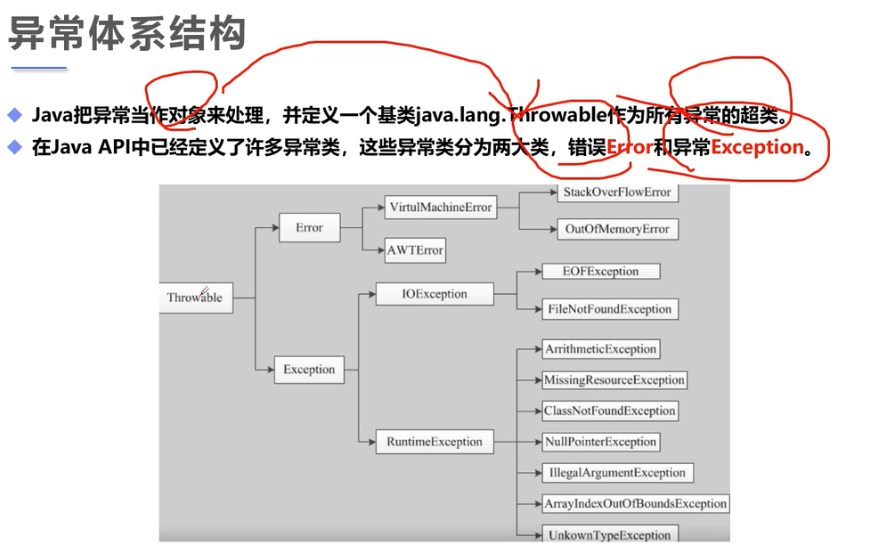 异常体系结构
Java把异常当作对象来处理，并定义一个基类java.lang.Throwable作为所有异常的超类。
在Java API中已经定义了许多异常类，这些异常类分为两大类，错误Error和异常Exception。
StackOverFlowError
VirtulMachineError
Error
OutOfMemoryError
AWTError
EOFException
Throwable
IOException
FileNotFoundException
ArrithmeticException
Exception
MissingResourceException
ClassNotFoundException
RuntimeException
NullPointerException
IllegalArgumentException
ArrayIndexOutOfBoundsException
UnkownTypeException